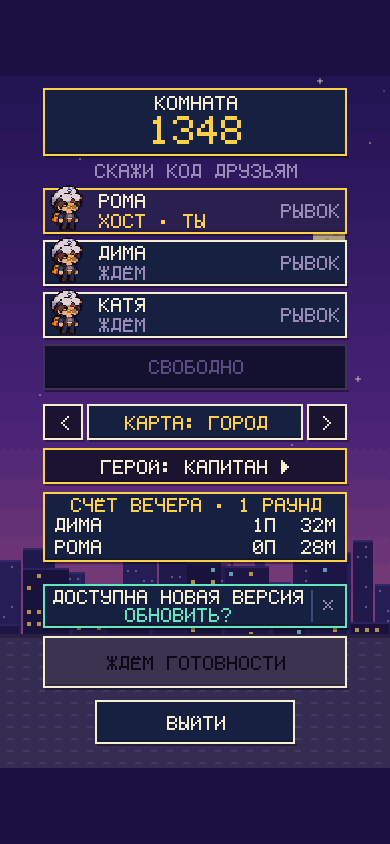 КОМНАТА
1348
СКАЖИ КОД ДРУЗЬЯМ
РОМА
ХОСТ · ТЫ
РЫВОК
ДИМА
ЖДЁМ
РЫВОК
КАТЯ
ЖДЁМ
РЫВОК
СВОБОДНО
< КАРТА: ГОРОД >
ГЕРОЙ: КАПИТАН ▶
СЧЁТ ВЕЧЕРА · 1 РАУНД
ДИМА 1П 32М
РОМА 0П 28М
ДОСТУПНА НОВАЯ ВЕРСИЯ
ОБНОВИТЬ?
×
ЖДЁМ ГОТОВНОСТИ
ВЫЙТИ